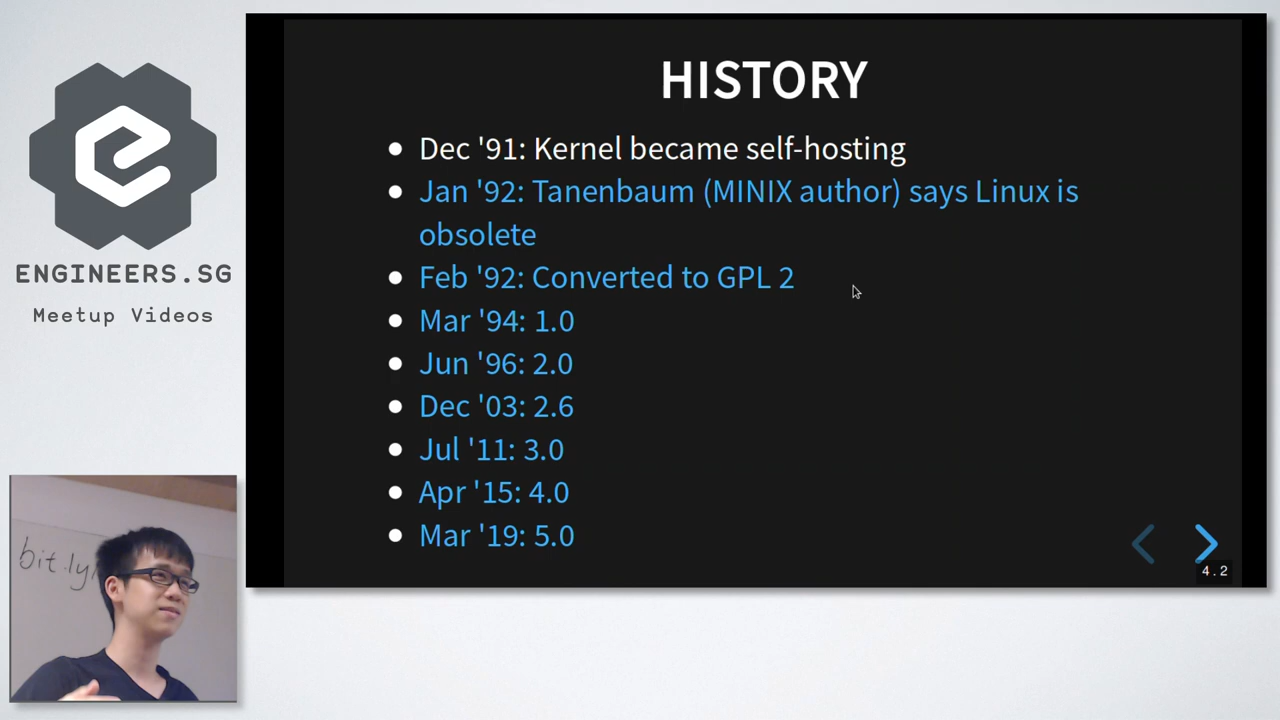 HISTORY
Dec '91: Kernel became self-hosting
Jan '92: Tanenbaum (MINIX author) says Linux is
obsolete
Feb '92: Converted to GPL 2
Mar '94: 1.0
Jun '96: 2.0
Dec '03: 2.6
Jul '11: 3.0
Apr '15: 4.0
Mar '19: 5.0
4.2
ENGINEERS.SG
Meetup Videos
bit.ly